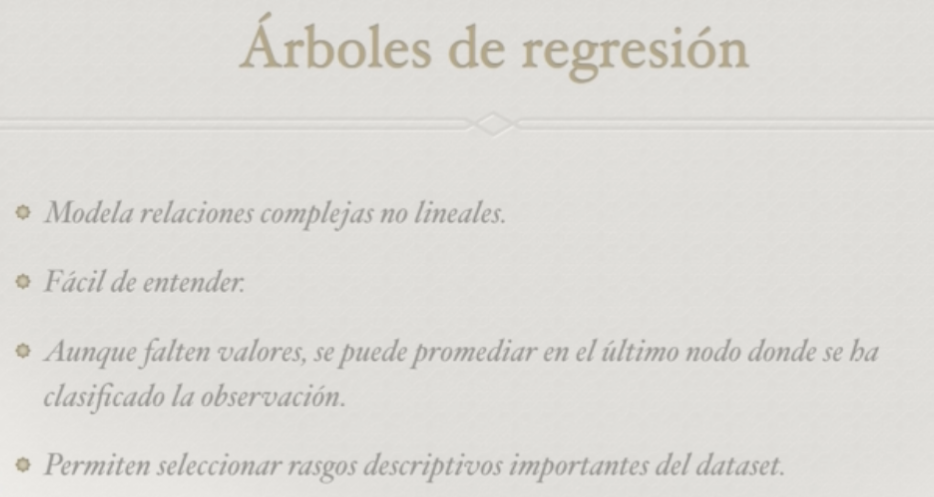 Árboles de regresión
Modela relaciones complejas no lineales.
Fácil de entender.
Aunque falten valores, se puede promediar en el último nodo donde se ha
clasificado la observación.
Permiten seleccionar rasgos descriptivos importantes del dataset.